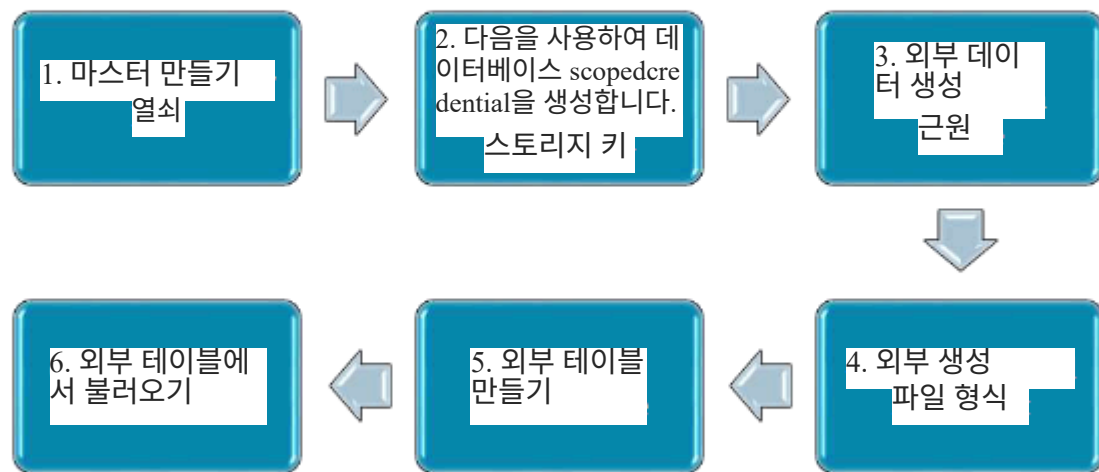 1. 마스터 만들기
열쇠
2. 다음을 사용하여 데
이터베이스 scopedcre
dential을 생성합니다.
스토리지 키
3. 외부 데이
터 생성
근원
4. 외부 생성
파일 형식
5. 외부 테이블
만들기
6. 외부 테이블에
서 불러오기